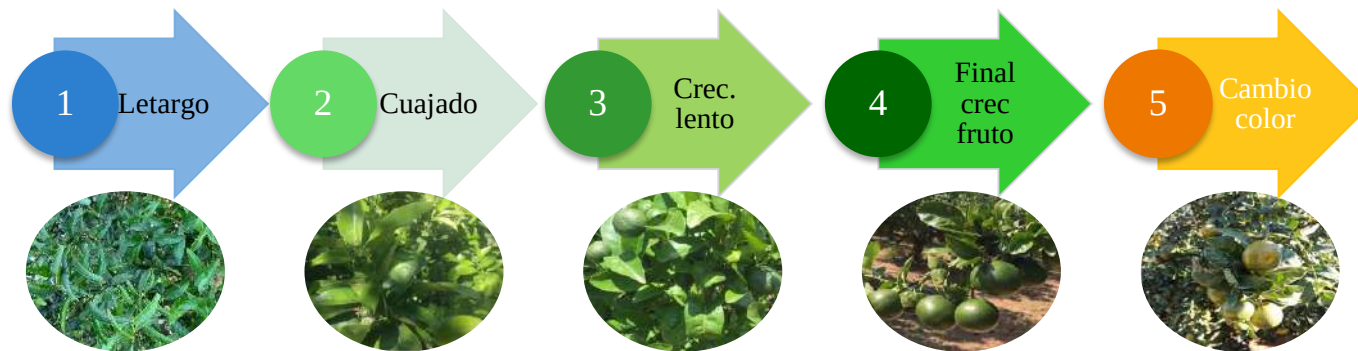 1 Letargo
2 Cuajado
3 Crec.
lento
4 Final
crec
fruto
5 Cambio
color